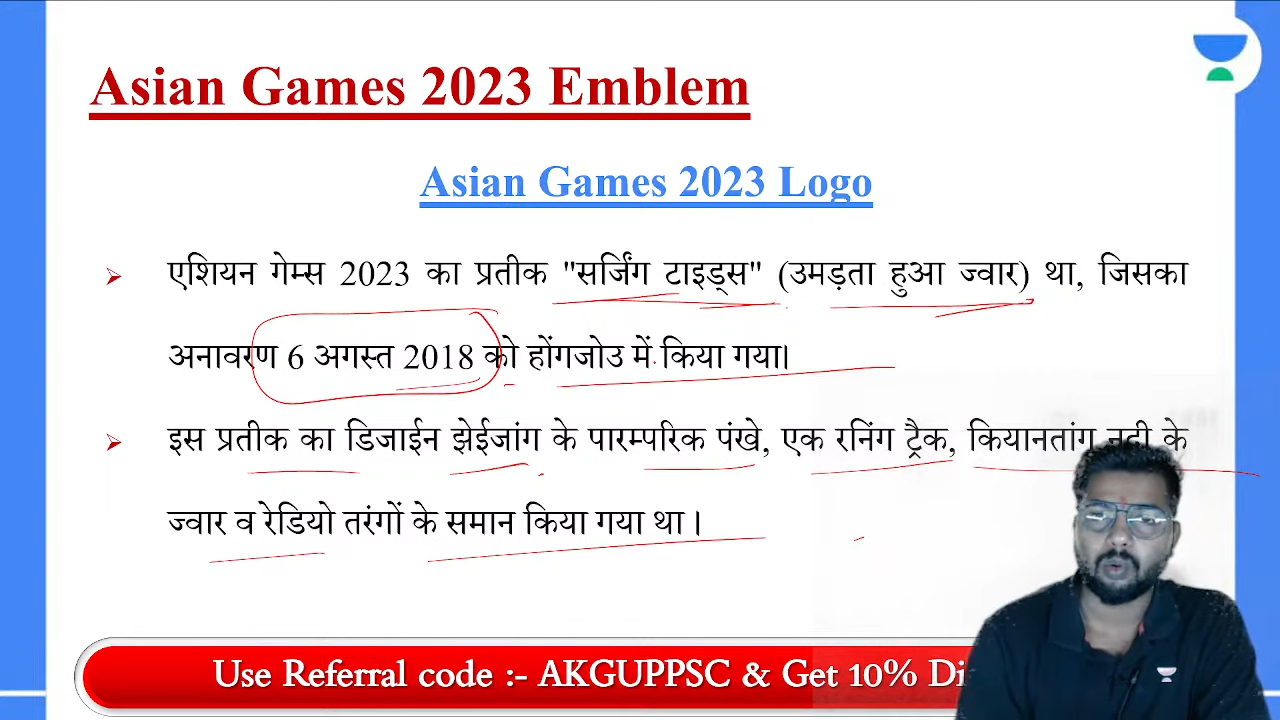 Asian Games 2023 Emblem
Asian Games 2023 Logo
➢ एशियन गेम्स 2023 का प्रतीक "सर्जिंग टाइड्स" (उमड़ता हुआ ज्वार) था, जिसका
अनावरण 6 अगस्त 2018 को होंगजोउ में किया गया।
➢ इस प्रतीक का डिजाईन झेईजांग के पारम्परिक पंखे, एक रनिंग ट्रैक, कियानतांग नदी के
ज्वार व रेडियो तरंगों के समान किया गया था ।
Use Referral code :- AKGUPPSC & Get 10% Di